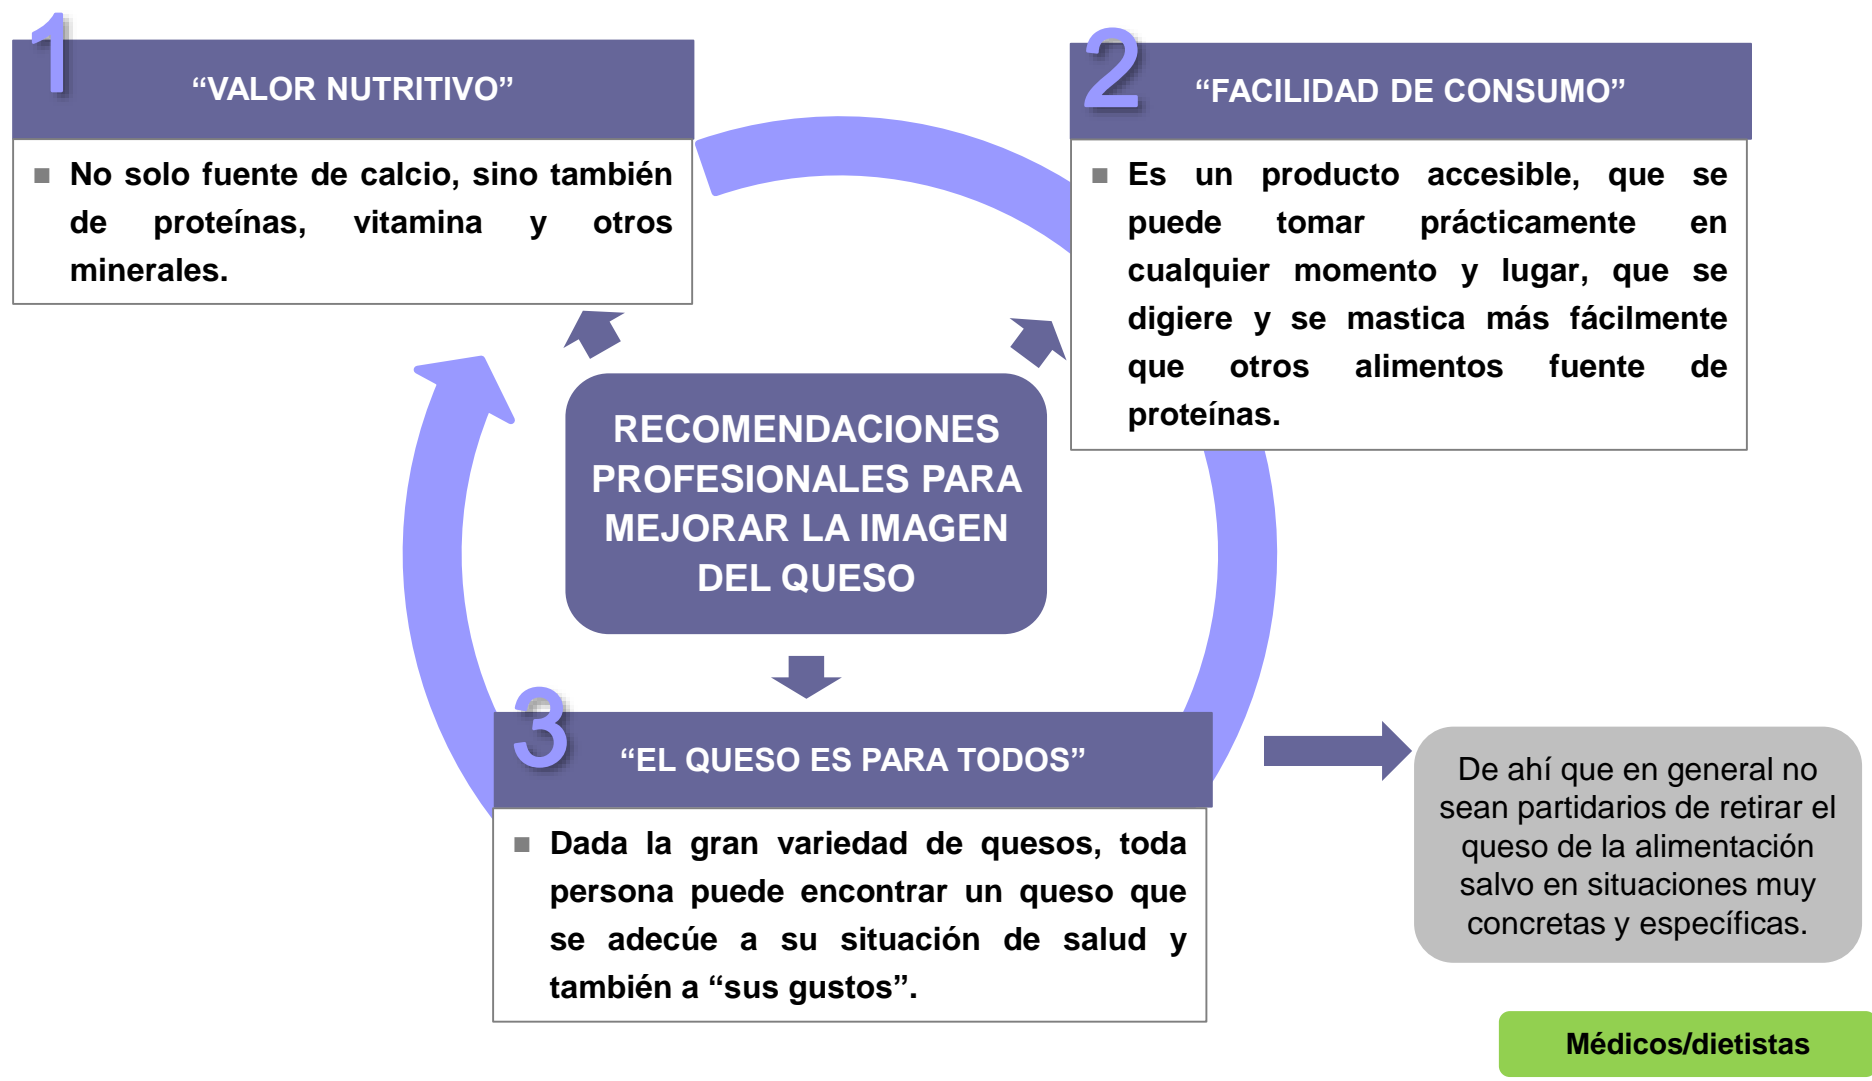 1
“VALOR NUTRITIVO”
■ No solo fuente de calcio, sino también
de proteínas, vitamina y otros
minerales.
2
“FACILIDAD DE CONSUMO”
■ Es un producto accesible, que se
puede tomar prácticamente en
cualquier momento y lugar, que se
digiere y se mastica más fácilmente
que otros alimentos fuente de
proteínas.
RECOMENDACIONES
PROFESIONALES PARA
MEJORAR LA IMAGEN
DEL QUESO
3
“EL QUESO ES PARA TODOS”
■ Dada la gran variedad de quesos, toda
persona puede encontrar un queso que
se adecúe a su situación de salud y
también a “sus gustos”.
De ahí que en general no
sean partidarios de retirar el
queso de la alimentación
salvo en situaciones muy
concretas y específicas.
Médicos/dietistas